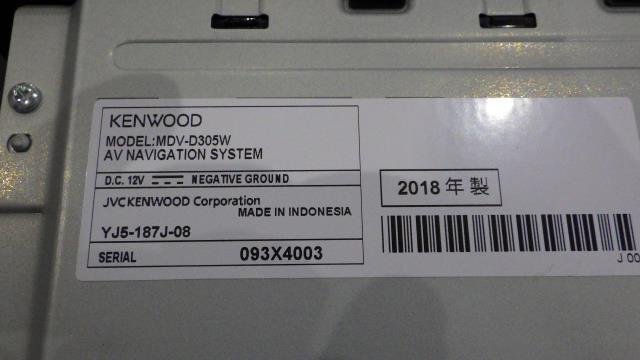 KENWOOD
MODEL:MDV-D305W
AV NAVIGATION SYSTEM
D.C. 12V NEGATIVE GROUND
JVCKENWOOD Corporation
MADE IN INDONESIA
YJ5-187J-08
SERIAL 093X4003
2018 年 製
J 00